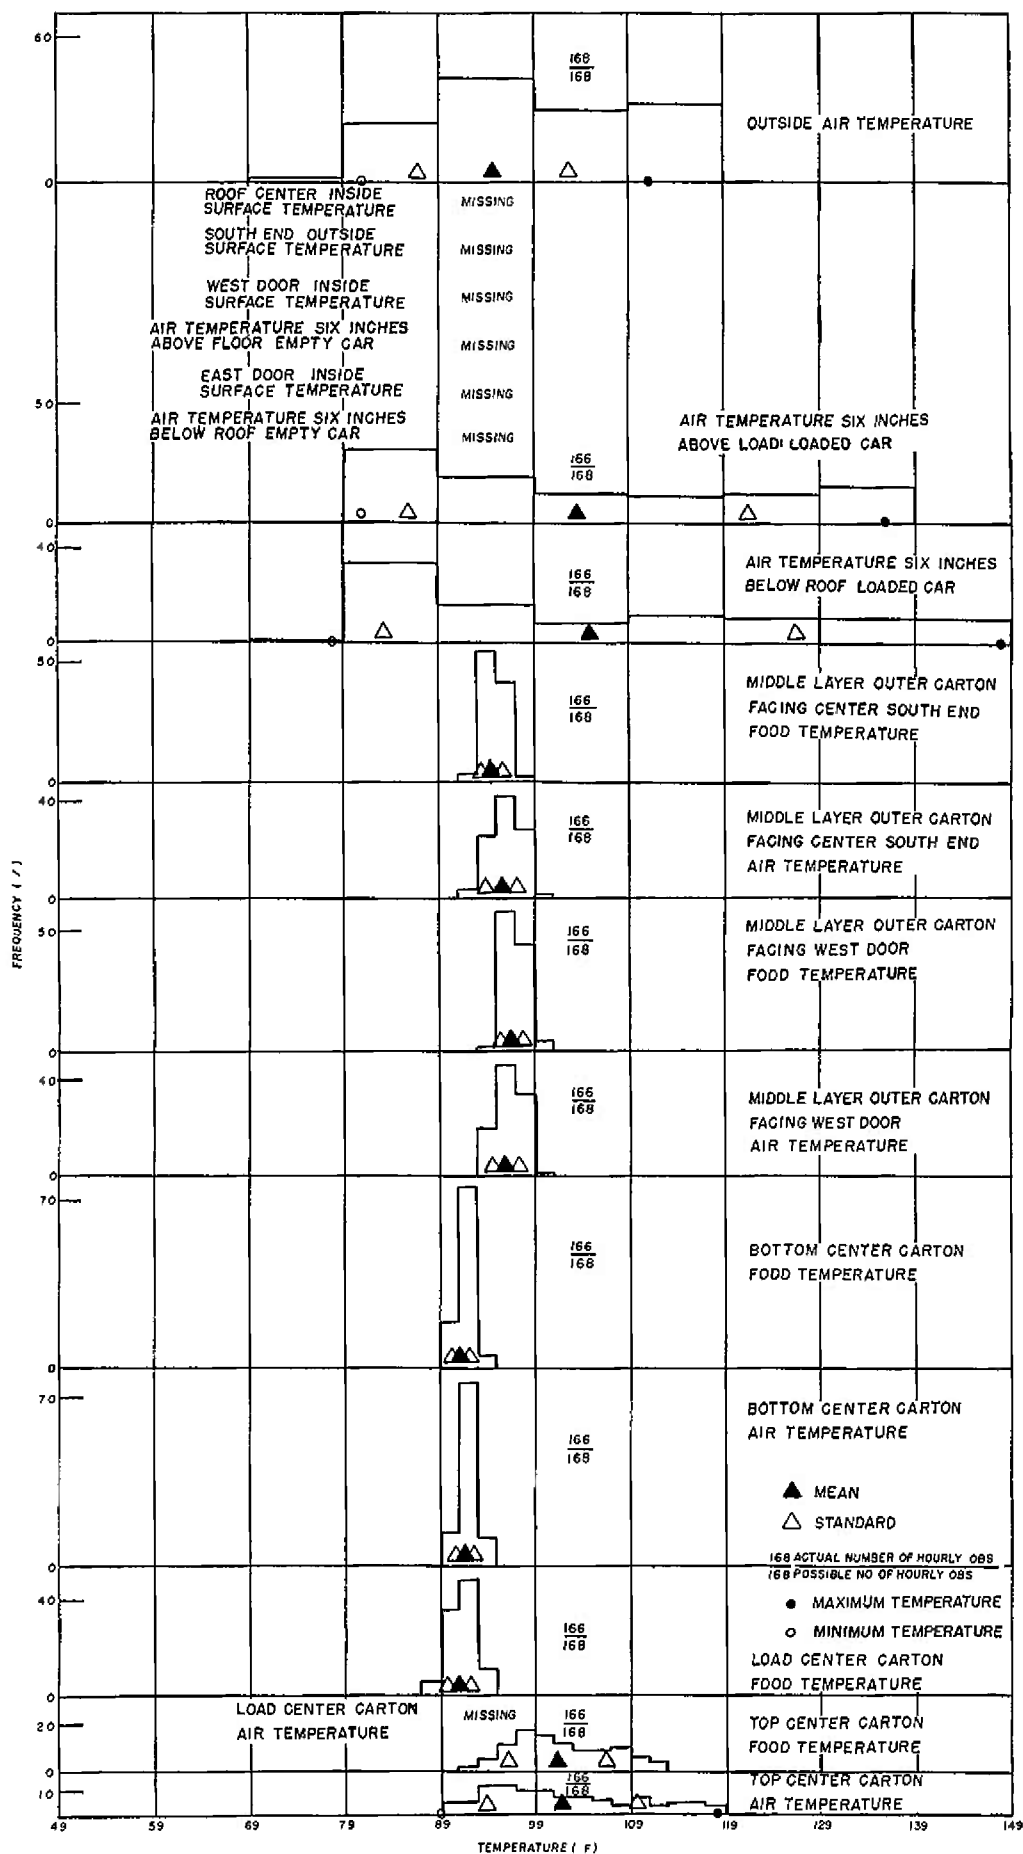 60
168
168
OUTSIDE AIR TEMPERATURE
0
ROOF CENTER INSIDE
SURFACE TEMPERATURE
MISSING
SOUTH END OUTSIDE
SURFACE TEMPERATURE
MISSING
WEST DOOR INSIDE
SURFACE TEMPERATURE
MISSING
AIR TEMPERATURE SIX INCHES
ABOVE FLOOR EMPTY CAR
MISSING
EAST DOOR INSIDE
SURFACE TEMPERATURE
MISSING
50
AIR TEMPERATURE SIX INCHES
BELOW ROOF EMPTY CAR
MISSING
AIR TEMPERATURE SIX INCHES
ABOVE LOADI LOADED CAR
166
168
0
40
166
168
AIR TEMPERATURE SIX INCHES
BELOW ROOF LOADED CAR
0
50
166
168
MIDDLE LAYER OUTER CARTON
FACING CENTER SOUTH END
FOOD TEMPERATURE
0
40
166
168
MIDDLE LAYER OUTER CARTON
FACING CENTER SOUTH END
AIR TEMPERATURE
0
FREQUENCY (/)
50
166
168
MIDDLE LAYER OUTER CARTON
FACING WEST DOOR
FOOD TEMPERATURE
0
40
166
168
MIDDLE LAYER OUTER CARTON
FACING WEST DOOR
AIR TEMPERATURE
0
70
166
168
BOTTOM CENTER CARTON
FOOD TEMPERATURE
0
70
166
168
BOTTOM CENTER CARTON
AIR TEMPERATURE
MEAN
STANDARD
0
168 ACTUAL NUMBER OF HOURLY OBS
168 POSSIBLE NO OF HOURLY OBS
40
MAXIMUM TEMPERATURE
MINIMUM TEMPERATURE
166
168
LOAD CENTER CARTON
FOOD TEMPERATURE
0
LOAD CENTER CARTON
AIR TEMPERATURE
MISSING
20
166
168
TOP CENTER CARTON
FOOD TEMPERATURE
0
10
166
168
TOP CENTER CARTON
AIR TEMPERATURE
49 59 69 79 89 99 109 119 129 139 149
TEMPERATURE ( F)